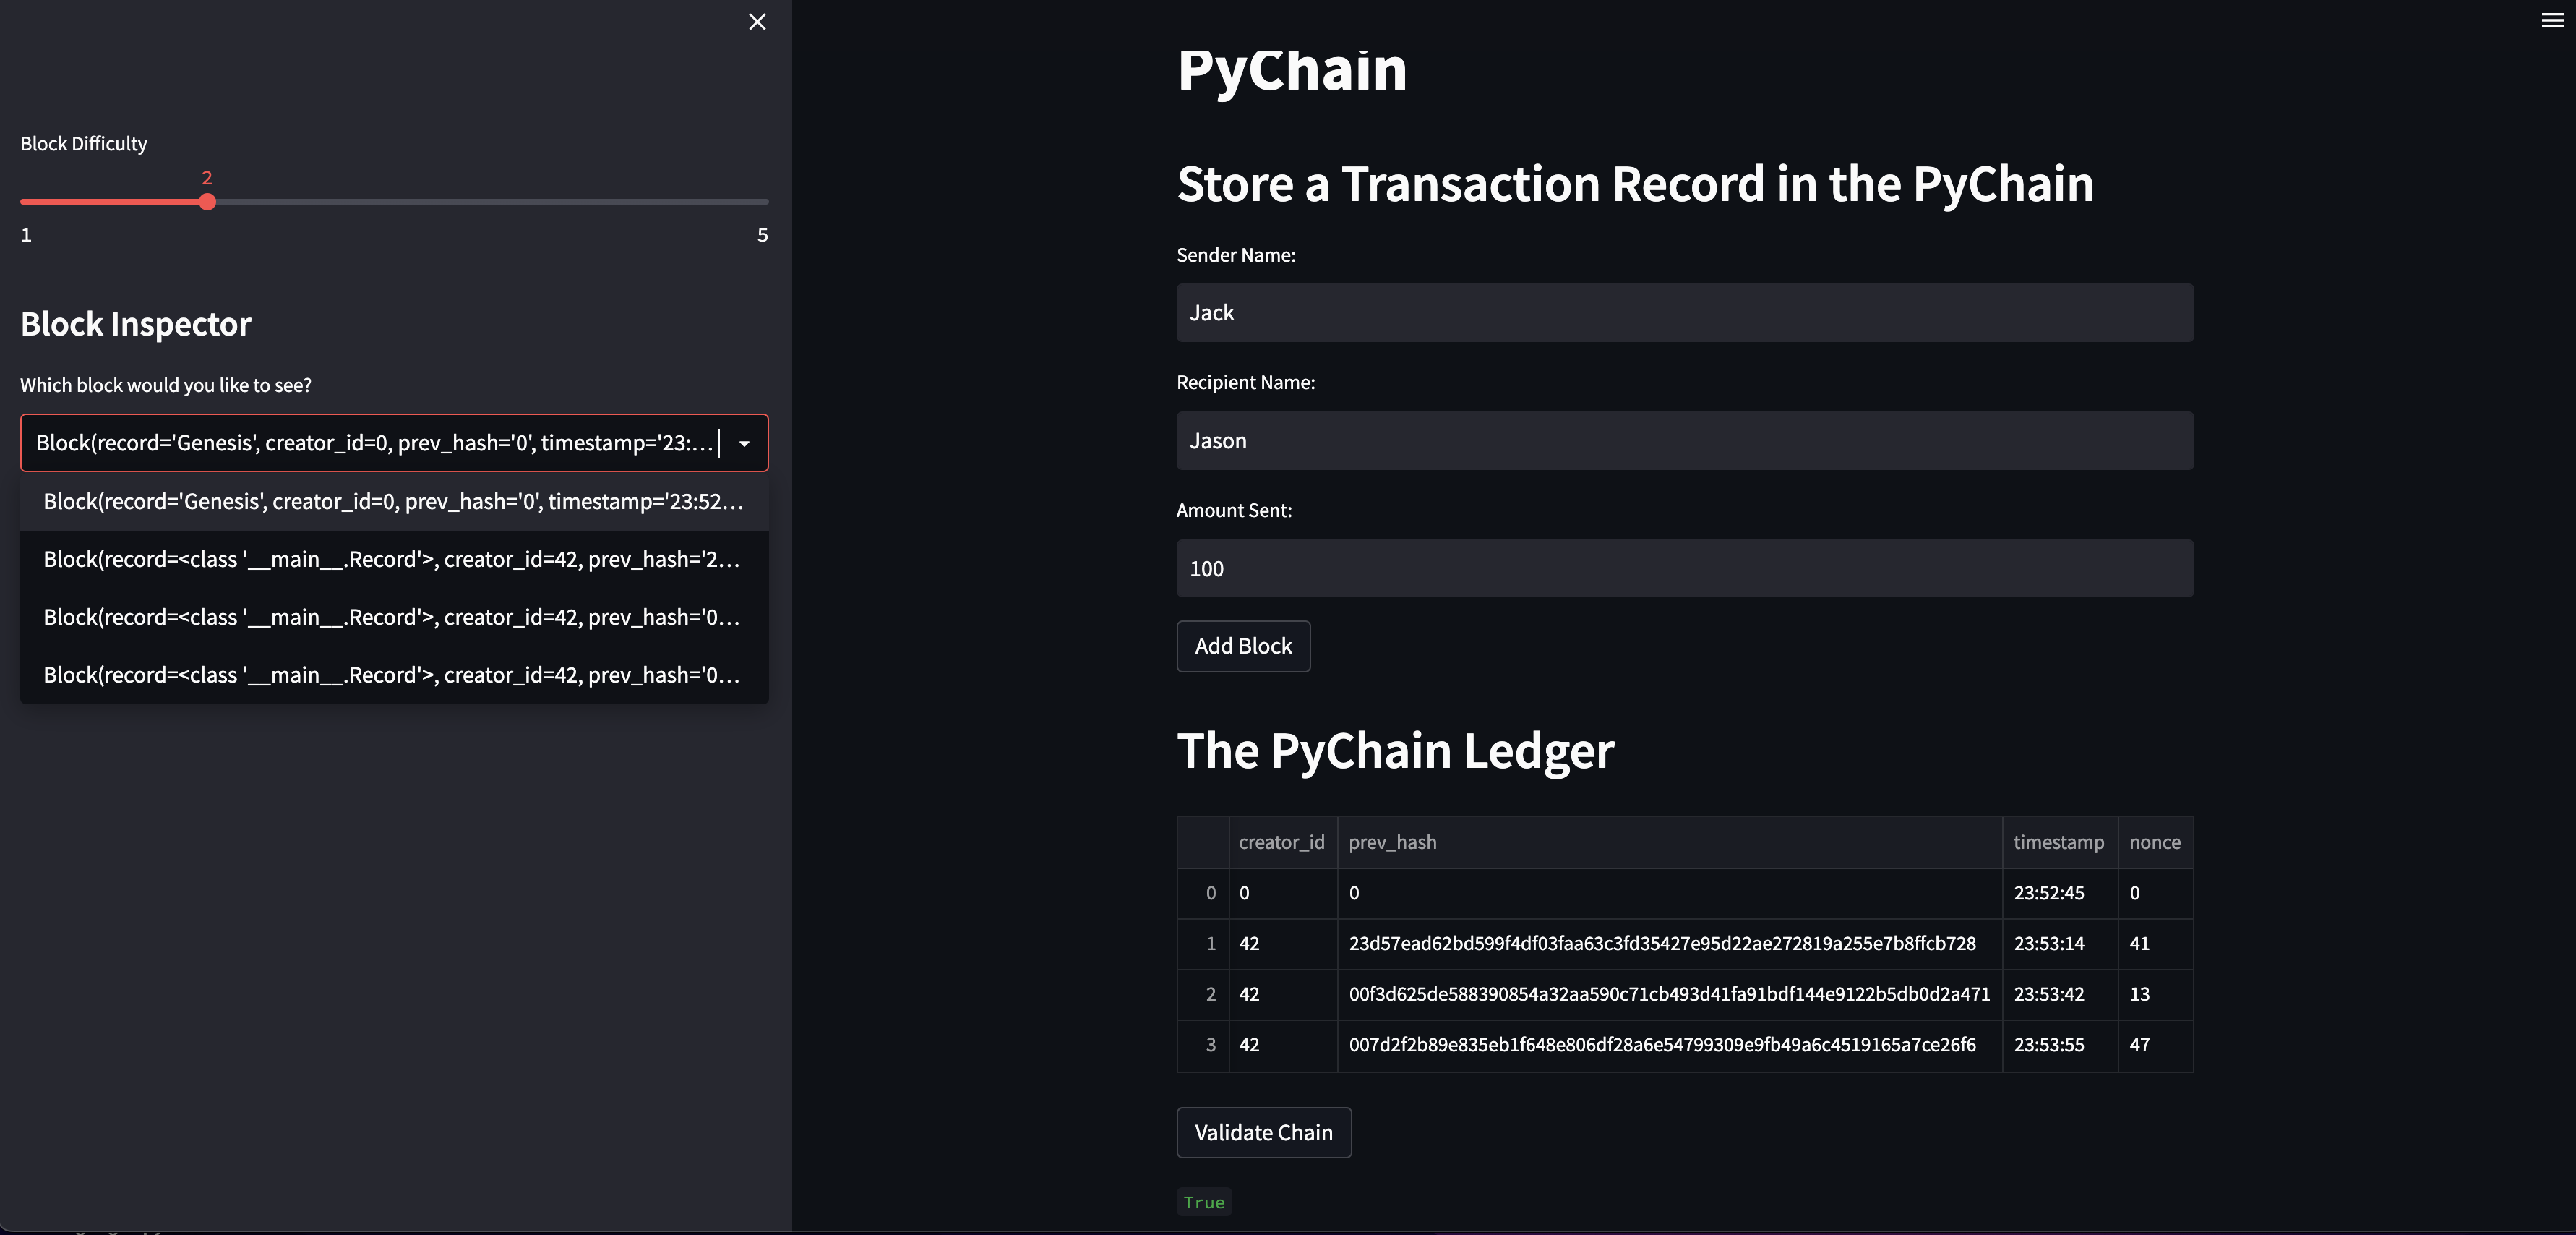 Block Difficulty
2
1 5
Block Inspector
Which block would you like to see?
Block(record='Genesis', creator_id=0, prev_hash='0', timestamp='23:...
Block(record='Genesis', creator_id=0, prev_hash='0', timestamp='23:52...
Block(record=<class '__main__.Record'>, creator_id=42, prev_hash='2...
Block(record=<class '__main__.Record'>, creator_id=42, prev_hash='0...
Block(record=<class '__main__.Record'>, creator_id=42, prev_hash='0...
PyChain
Store a Transaction Record in the PyChain
Sender Name:
Jack
Recipient Name:
Jason
Amount Sent:
100
Add Block
The PyChain Ledger
creator_id prev_hash timestamp nonce
0 0 0 23:52:45 0
1 42 23d57ead62bd599f4df03faa63c3fd35427e95d22ae272819a255e7b8ffcb728 23:53:14 41
2 42 00f3d625de588390854a32aa590c71cb493d41fa91bdf144e9122b5db0d2a471 23:53:42 13
3 42 007d2f2b89e835eb1f648e806df28a6e54799309e9fb49a6c4519165a7ce26f6 23:53:55 47
Validate Chain
True